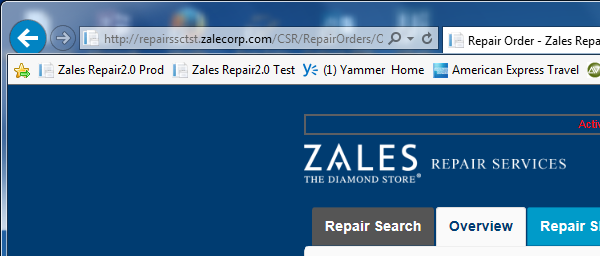 http://repairssctst.zalecorp.com/CSR/RepairOrders/
Repair Order - Zales Repa
Zales Repair2.0 Prod Zales Repair2.0 Test (1) Yammer Home American Express Travel
Activ
ZALES REPAIR SERVICES
THE DIAMOND STORE®
Repair Search Overview Repair